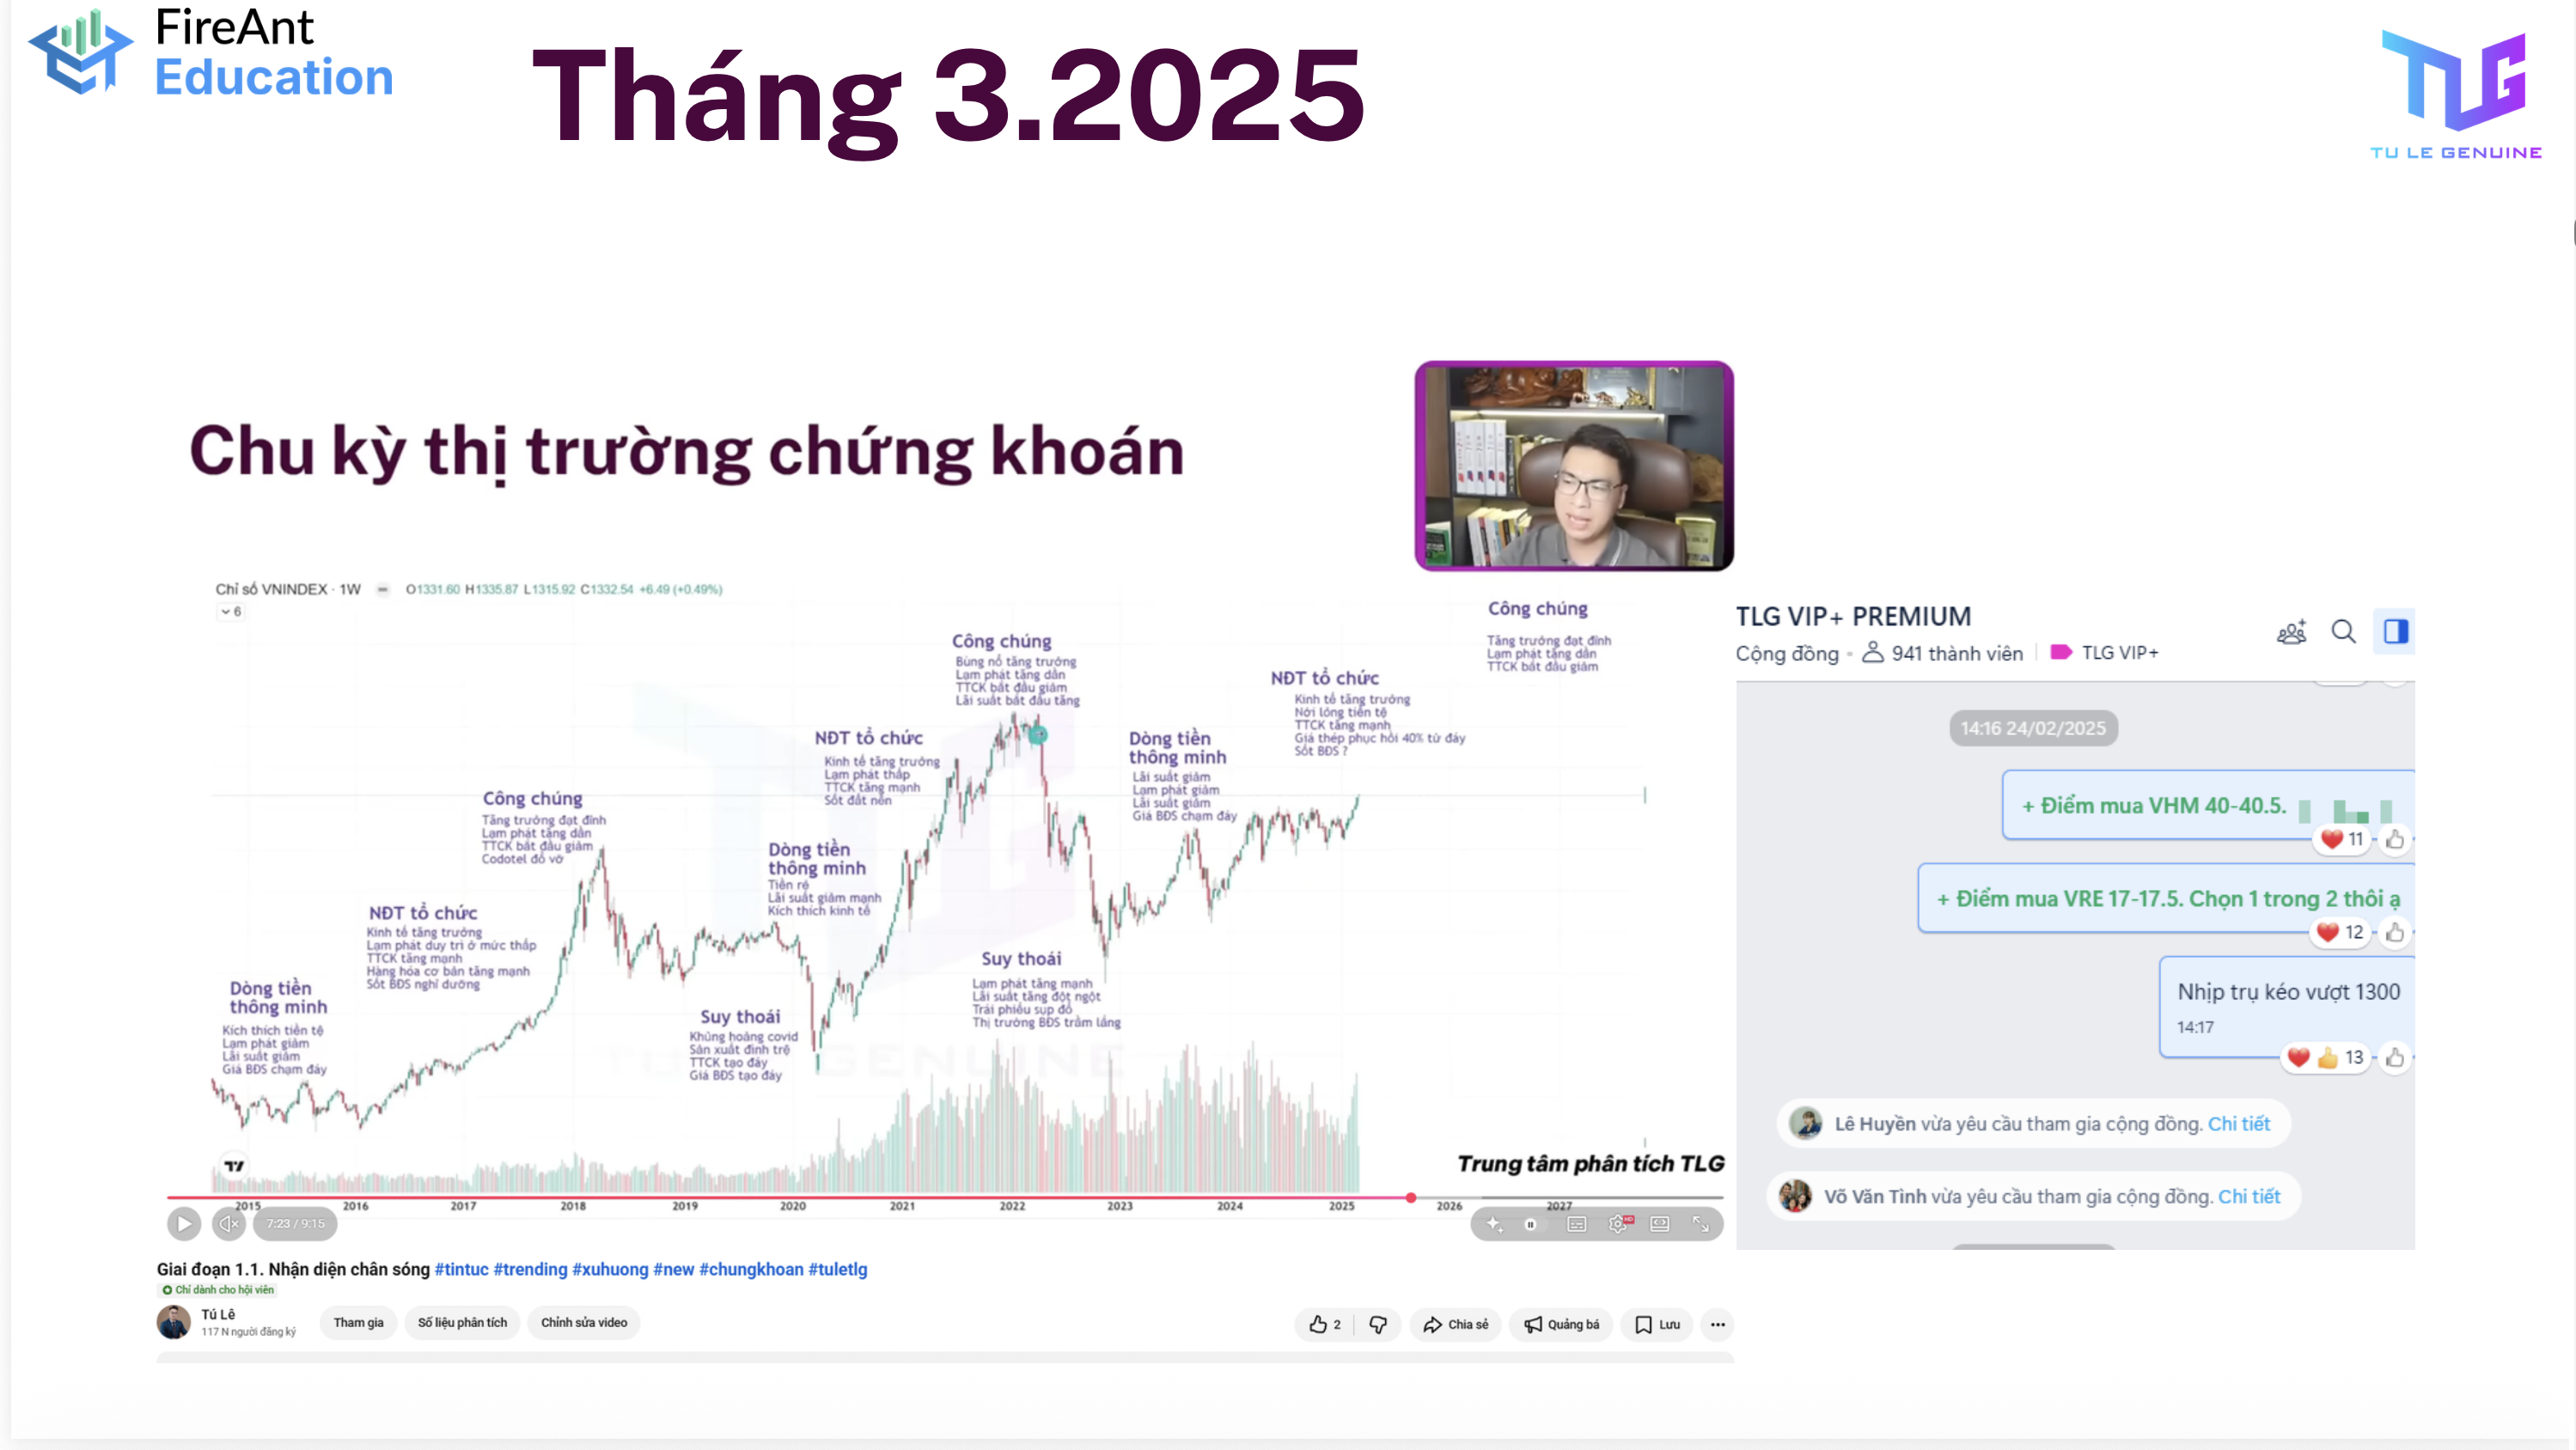 FireAnt
Education
Tháng 3.2025
TLG
TU LE GENUINE
Chu kỳ thị trường chứng khoán
Chỉ số VNINDEX · 1W O1331.60 H1335.87 L1315.92 C1332.54 +6.49 (+0.49%)
6
Dòng tiền
thông minh
Kích thích tiền tệ
Lạm phát giảm
Lãi suất giảm
Giá BĐS chạm đáy
NĐT tổ chức
Kinh tế tăng trưởng
Lạm phát duy trì ở mức thấp
TTCK tăng mạnh
Hàng hóa cơ bản tăng mạnh
Sốt BĐS nghỉ dưỡng
Công chúng
Tăng trưởng đạt đỉnh
Lạm phát tăng dần
TTCK bắt đầu giảm
Codotel đổ vỡ
Suy thoái
Khủng hoảng covid
Sản xuất đình trệ
TTCK tạo đáy
Giá BĐS tạo đáy
Dòng tiền
thông minh
Tiền rẻ
Lãi suất giảm mạnh
Kích thích kinh tế
NĐT tổ chức
Kinh tế tăng trưởng
Lạm phát thấp
TTCK tăng mạnh
Sốt đất nền
Công chúng
Bùng nổ tăng trưởng
Lạm phát tăng dần
TTCK bắt đầu giảm
Lãi suất bắt đầu tăng
Suy thoái
Lạm phát tăng mạnh
Lãi suất tăng đột ngột
Trái phiếu sụp đổ
Thị trường BĐS trầm lắng
Dòng tiền
thông minh
Lãi suất giảm
Lạm phát giảm
Lãi suất giảm
Giá BĐS chạm đáy
NĐT tổ chức
Kinh tế tăng trưởng
Nới lỏng tiền tệ
TTCK tăng mạnh
Giá thép phục hồi 40% từ đáy
Sốt BĐS ?
Công chúng
Tăng trưởng đạt đỉnh
Lạm phát tăng dần
TTCK bắt đầu giảm
Trung tâm phân tích TLG
2015 2016 2017 2018 2019 2020 2021 2022 2023 2024 2025 2026 2027
7:23 / 9:15
HD
Giai đoạn 1.1. Nhận diện chân sóng #tintuc #trending #xuhuong #new #chungkhoan #tuletlg
Chỉ dành cho hội viên
Tú Lê
117 N người đăng ký
Tham gia
Số liệu phân tích
Chỉnh sửa video
2
Chia sẻ
Quảng bá
Lưu
TLG VIP+ PREMIUM
Cộng đồng 941 thành viên TLG VIP+
14:16 24/02/2025
+ Điểm mua VHM 40-40.5.
11
+ Điểm mua VRE 17-17.5. Chọn 1 trong 2 thôi ạ
12
Nhịp trụ kéo vượt 1300
14:17
13
Lê Huyền vừa yêu cầu tham gia cộng đồng. Chi tiết
Võ Văn Tình vừa yêu cầu tham gia cộng đồng. Chi tiết